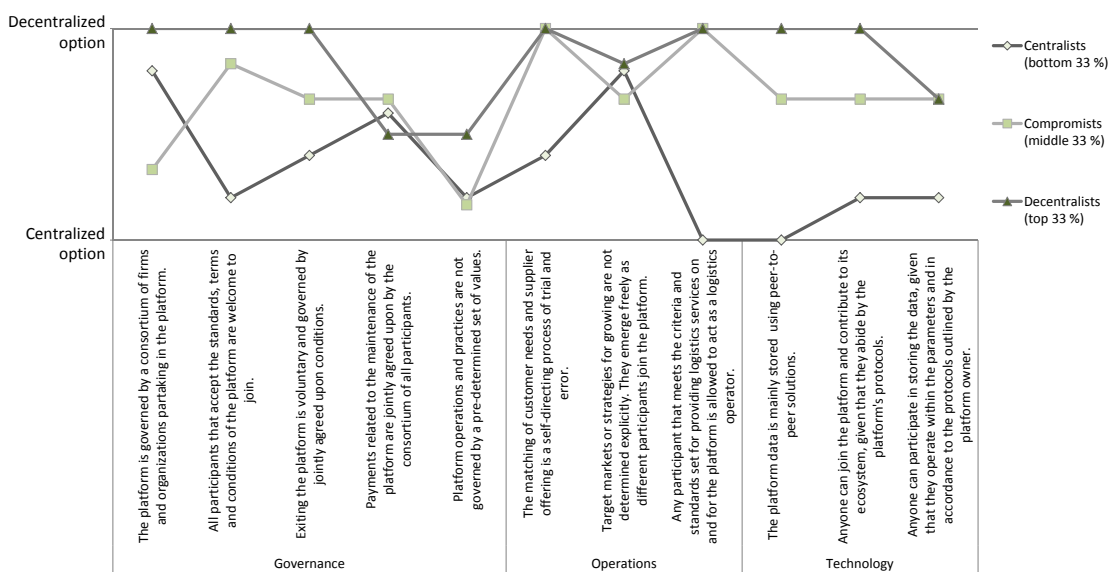 Decentralized
option
Centralized
option
The platform is governed by a consortium of firms
and organizations partaking in the platform.
All participants that accept the standards, terms
and conditions of the platform are welcome to
join.
Exiting the platform is voluntary and governed by
jointly agreed upon conditions.
Payments related to the maintenance of the
platform are jointly agreed upon by the
consortium of all participants.
Platform operations and practices are not
governed by a pre-determined set of values.
The matching of customer needs and supplier
offering is a self-directing process of trial and
error.
Target markets or strategies for growing are not
determined explicitly. They emerge freely as
different participants join the platform.
Any participant that meets the criteria and
standards set for providing logistics services on
and for the platform is allowed to act as a logistics
operator.
The platform data is mainly stored using peer-to-
peer solutions.
Anyone can join the platform and contribute to its
ecosystem, given that they abide by the
platform's protocols.
Anyone can participate in storing the data, given
that they operate within the parameters and in
accordance to the protocols outlined by the
platform owner.
Governance
Operations
Technology
Centralists
(bottom 33 %)
Compromists
(middle 33 %)
Decentralists
(top 33 %)